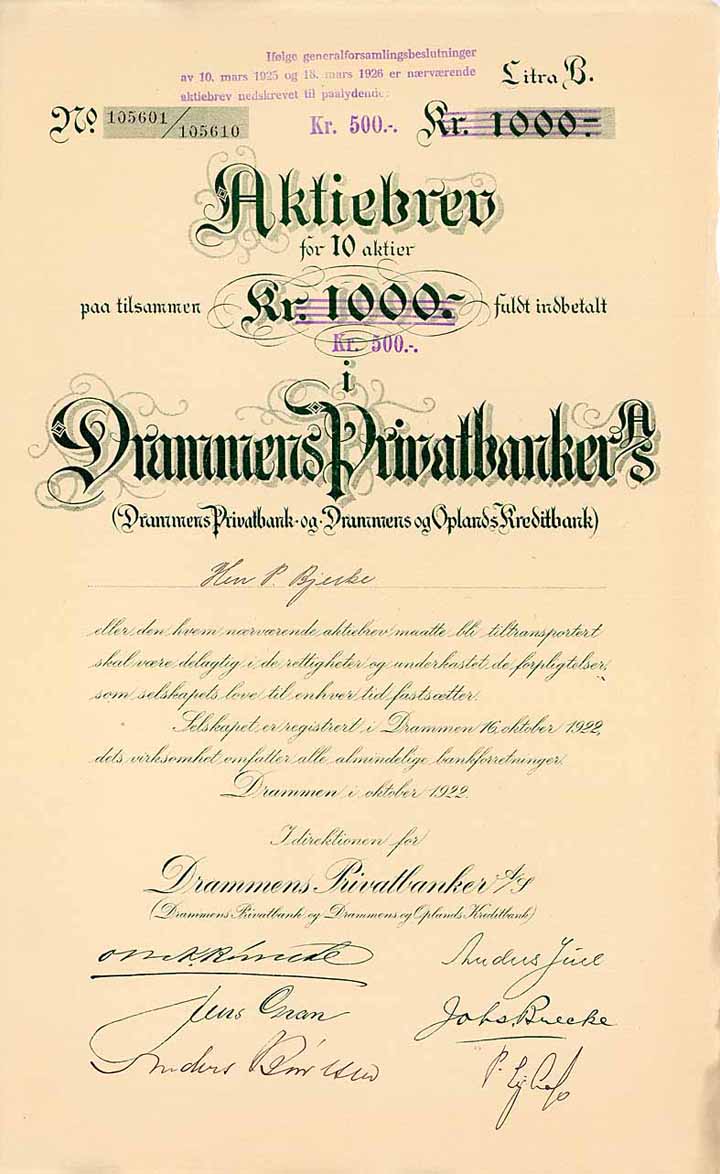 Ifølge generalforsamlingsbeslutninger
av 10. mars 1925 og 18. mars 1926 er nærværende
aktiebrev nedskrevet til paalydende:
Litra B.
No 105601/105610
Kr. 500.-. Kr. 1000.-
Aktiebrev
for 10 aktier
paa tilsammen Kr. 1000.- fuldt indbetalt
Kr. 500.-.
i
Drammens Privatbanker A/S
(Drammens Privatbank og Drammens og Oplands Kreditbank)
Herr P. Bjerke
eller den hvem nærværende aktiebrev maatte bli tiltransportert
skal være delagtig i de rettigheter og underkastet de forpligtelser,
som selskapets love til enhver tid fastsætter.
Selskapet er registrert i Drammen 16. oktober 1922,
dets virksomhet omfatter alle almindelige bankforretninger.
Drammen i oktober 1922.
I direktionen for
Drammens Privatbanker A/S
(Drammens Privatbank og Drammens og Oplands Kreditbank)
Anders Juel
Jens
Anders